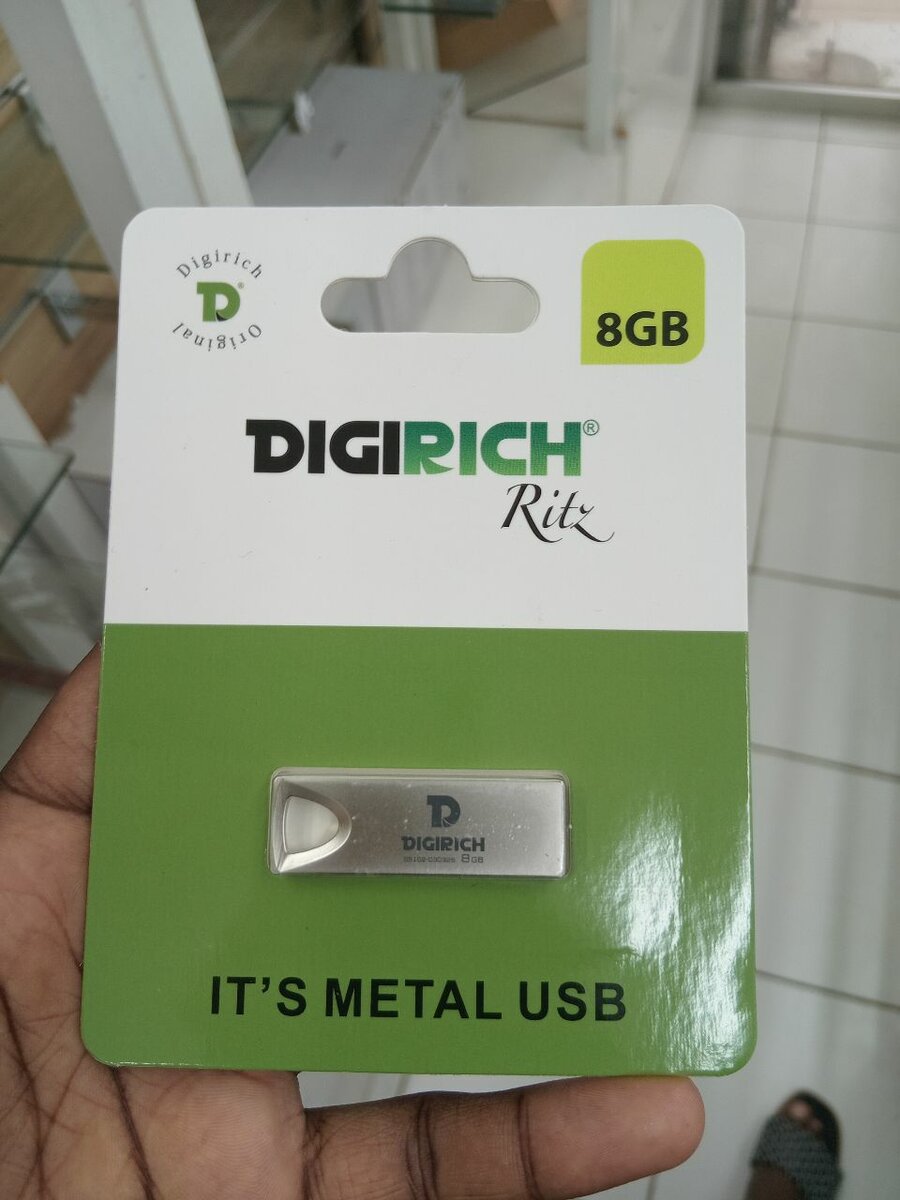 Digirich
Original
8GB
DIGIRICH®
Ritz
DIGIRICH
8GB
IT'S METAL USB